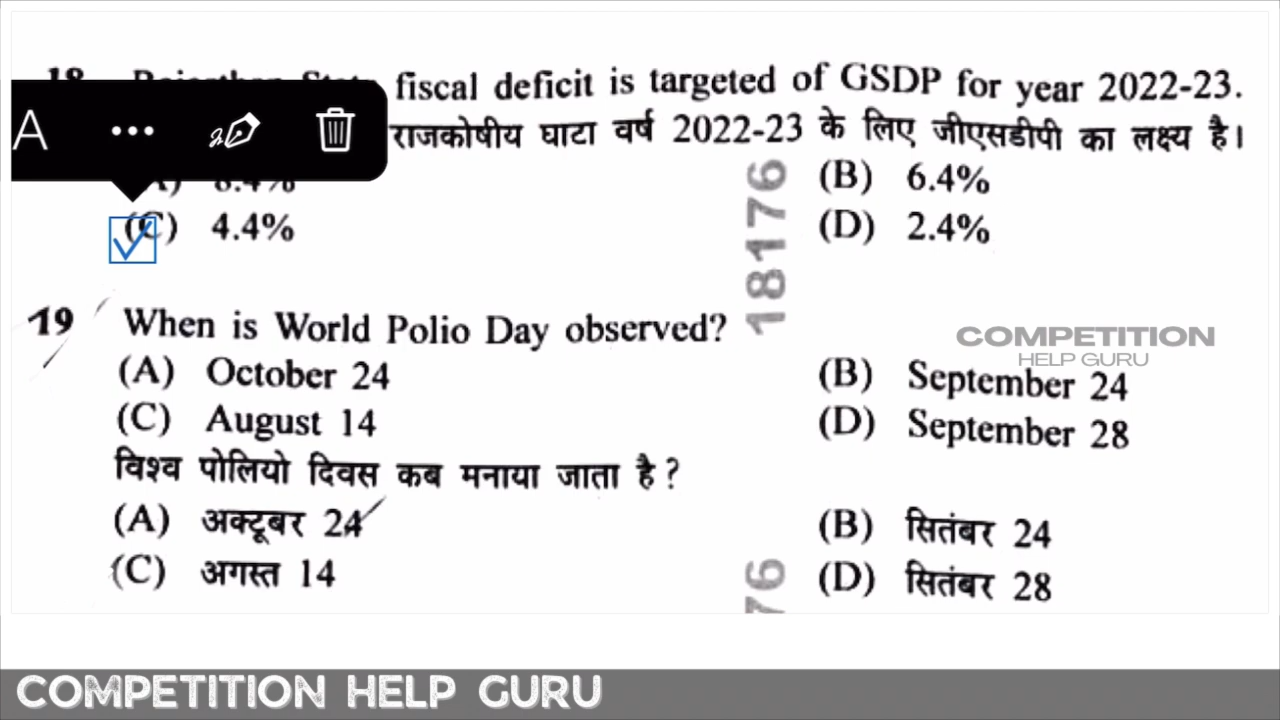 fiscal deficit is targeted of GSDP for year 2022-23.
A
राजकोषीय घाटा वर्ष 2022-23 के लिए जीएसडीपी का लक्ष्य है।
(B) 6.4%
(C) 4.4%
(D) 2.4%
18176
19 When is World Polio Day observed?
COMPETITION
HELP GURU
(A) October 24
(B) September 24
(C) August 14
(D) September 28
विश्व पोलियो दिवस कब मनाया जाता है?
(A) अक्टूबर 24
(B) सितंबर 24
(C) अगस्त 14
(D) सितंबर 28
76
COMPETITION HELP GURU